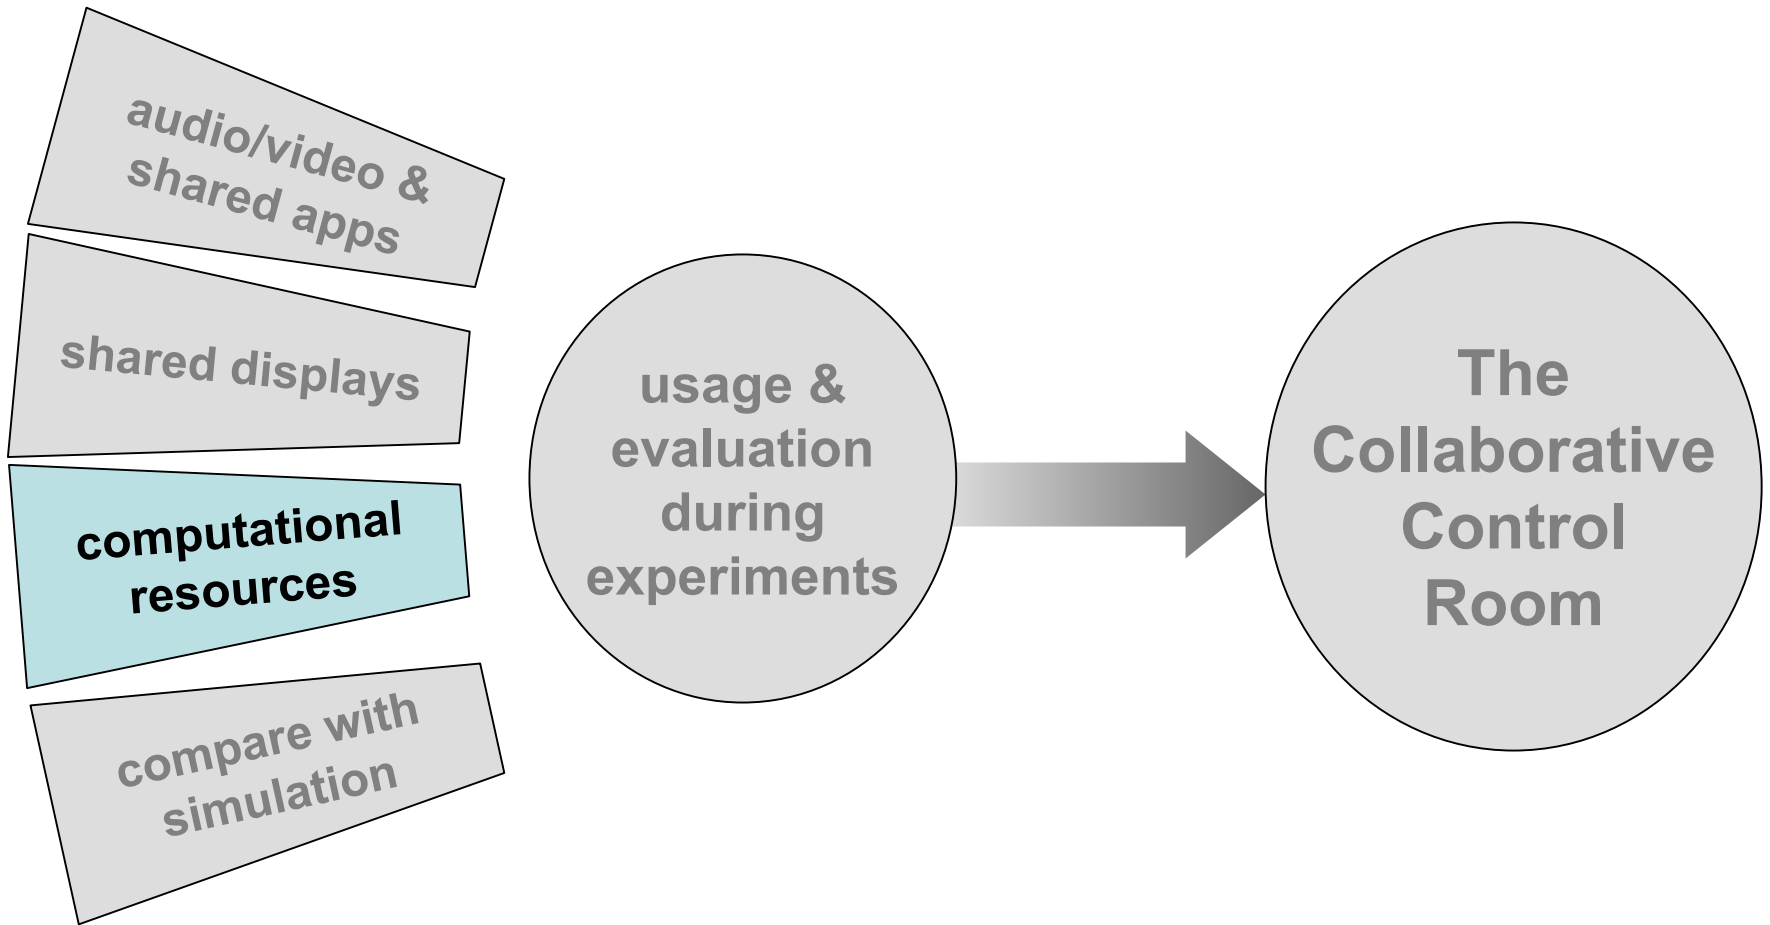 audio/video &
shared apps
shared displays
computational
resources
compare with
simulation
usage &
evaluation
during
experiments
The
Collaborative
Control
Room